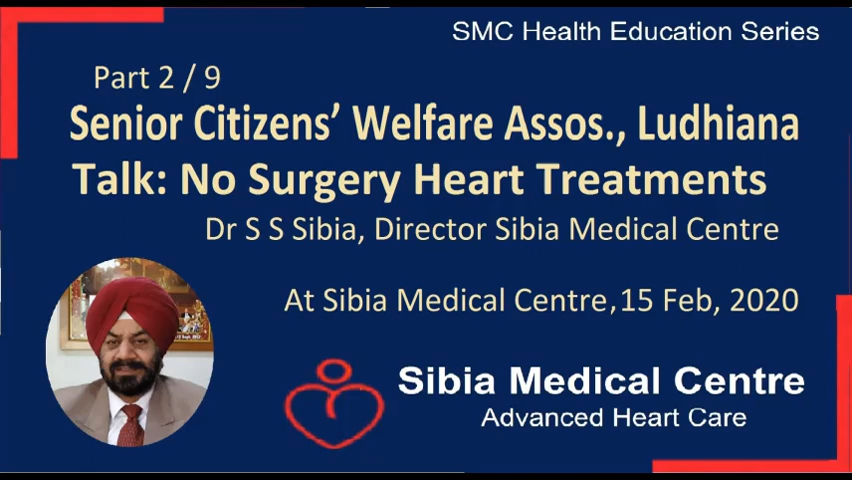 SMC Health Education Series
Part 2 / 9
Senior Citizens’ Welfare Assos., Ludhiana
Talk: No Surgery Heart Treatments
Dr S S Sibia, Director Sibia Medical Centre
At Sibia Medical Centre, 15 Feb, 2020
Sibia Medical Centre
Advanced Heart Care